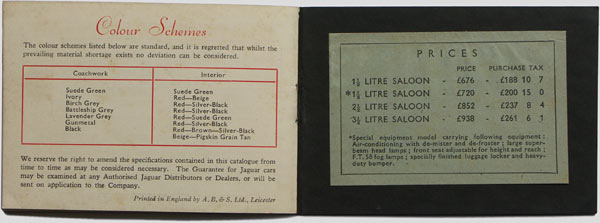 Colour Schemes
The colour schemes listed below are standard, and it is regretted that whilst the
prevailing material shortage exists no deviation can be considered.
Coachwork Interior
Suede Green Suede Green
Ivory Red—Beige
Birch Grey Red—Silver-Black
Battleship Grey Red—Suede Green
Lavender Grey Red—Silver-Black
Gunmetal Red—Silver-Black
Black Red—Brown—Silver-Black
Beige—Pigskin Grain Tan
We reserve the right to amend the specifications contained in this catalogue from
time to time as may be considered necessary. The Guarantee for Jaguar cars
may be examined at any Authorised Jaguar Distributors or Dealers, or will be
sent on application to the Company.
Printed in England by A, B, & S. Ltd., Leicester
PRICES
PRICE PURCHASE TAX
1½ LITRE SALOON - £676 - £188 10 7
*1½ LITRE SALOON - £720 - £200 15 0
2½ LITRE SALOON - £852 - £237 8 4
3½ LITRE SALOON - £938 - £261 6 1
*Special equipment model carrying following equipment:
Air-conditioning with de-mister and de-froster; large super-
beam head lamps; front seat adjustable for height and reach;
F.T. 58 fog lamps; specially finished luggage locker and heavy-
duty bumper.